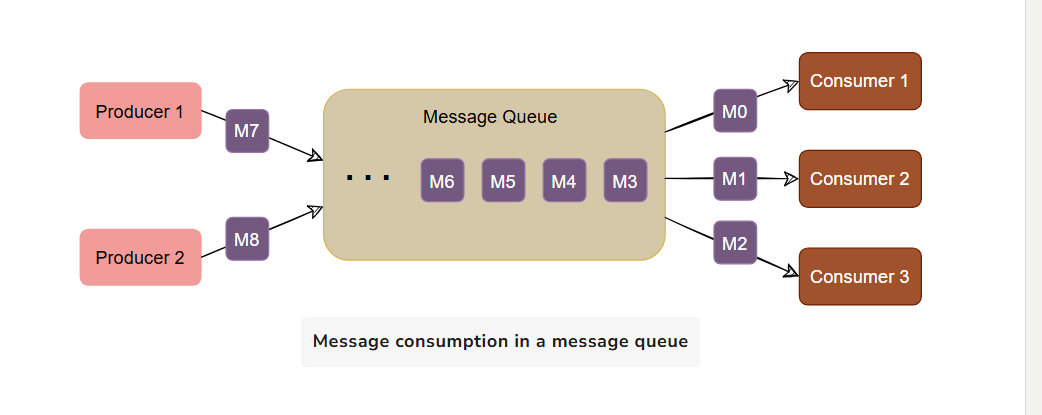 Producer 1
M7
Producer 2
M8
Message Queue
. . .
M6
M5
M4
M3
M0
M1
M2
Consumer 1
Consumer 2
Consumer 3
Message consumption in a message queue